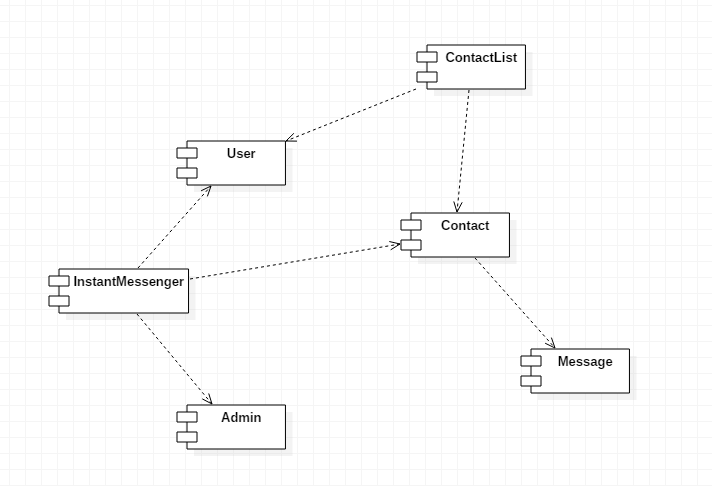 ContactList
User
Contact
InstantMessenger
Message
Admin